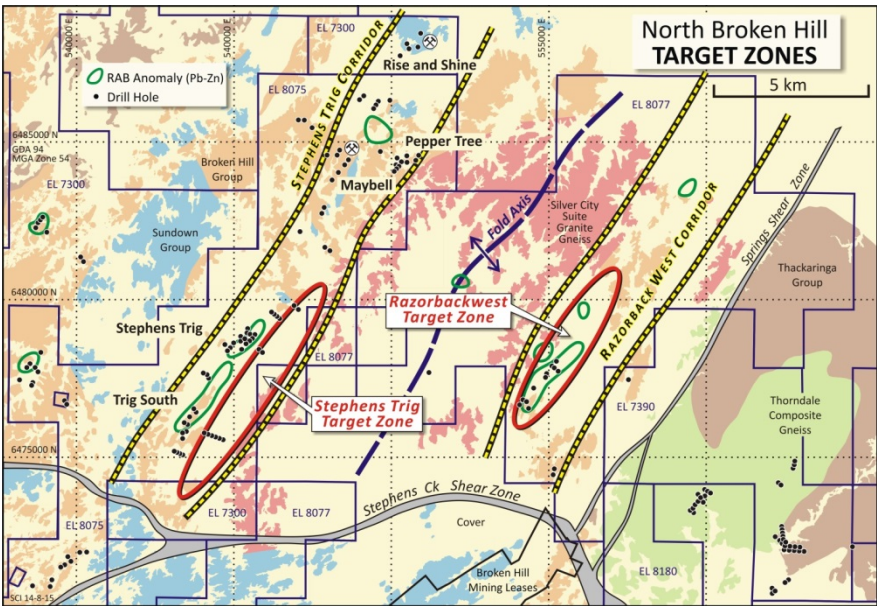 North Broken Hill
TARGET ZONES
5 km
RAB Anomaly (Pb-Zn)
Drill Hole
540000 E
540000 E
555000 E
EL 7300
EL 8075
STEPHENS TRIG CORRIDOR
Rise and Shine
EL 8077
6485000 N
GDA 94
MGA Zone 54
EL 7300
Broken Hill
Group
Pepper Tree
Maybell
Sundown
Group
Fold Axis
Silver City
Suite
Granite
Gneiss
RAZORBACK WEST CORRIDOR
Springs Shear Zone
Thackaringa
Group
6480000 N
Stephens Trig
Razorbackwest
Target Zone
EL 8077
Trig South
Stephens Trig
Target Zone
EL 7390
Thorndale
Composite
Gneiss
6475000 N
Stephens Ck Shear Zone
EL 8075
EL 7300
EL 8077
Cover
Broken Hill
Mining Leases
EL 8180
SCI 14-8-15